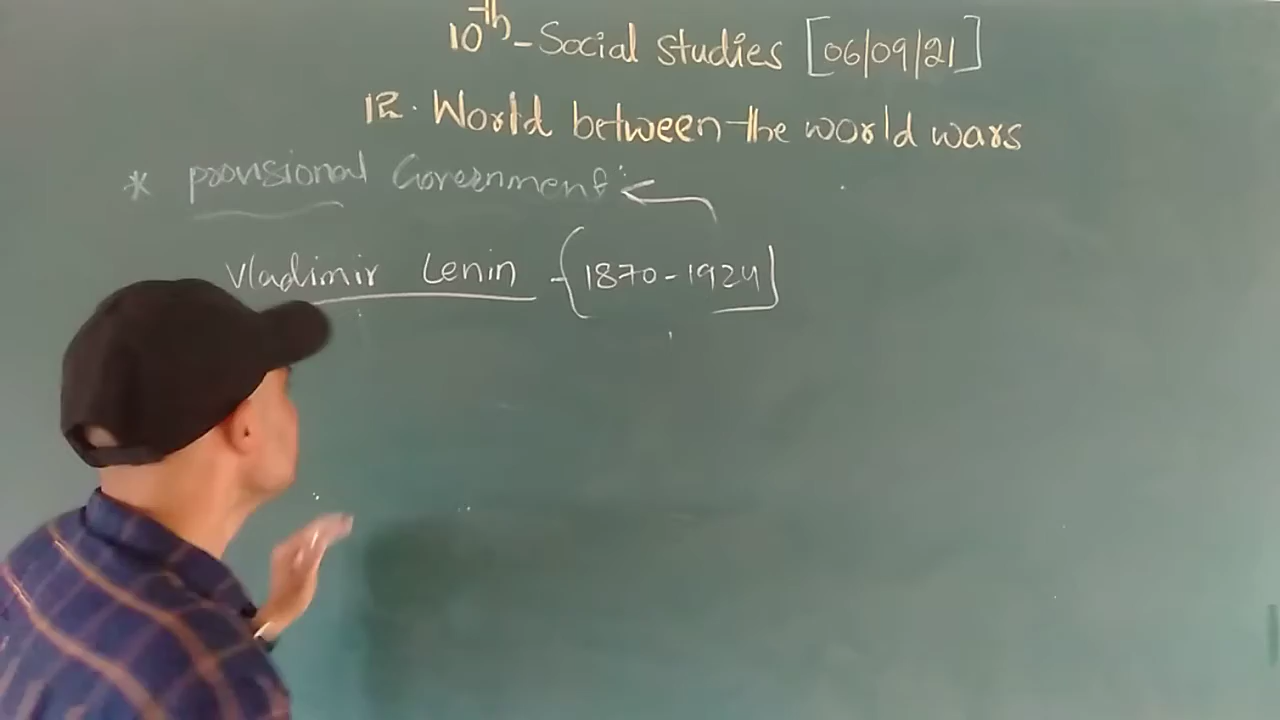 10th - Social studies [06/09/21]
12. World between the world wars
* provisional Government
Vladimir Lenin - {1870-1924]